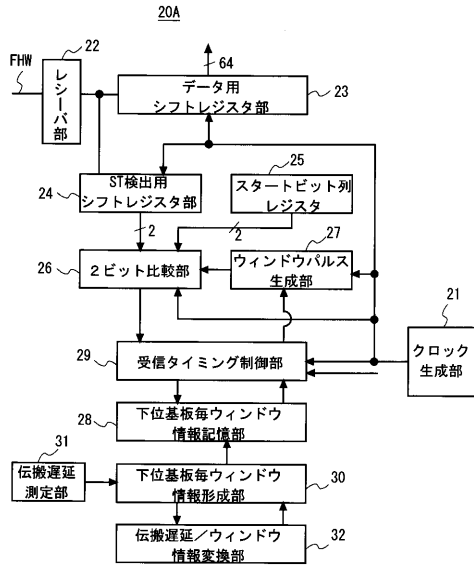 20A
22
FHW
レシーバ部
64
データ用
シフトレジスタ部
23
24
ST検出用
シフトレジスタ部
25
スタートビット列
レジスタ
2
2
26
2ビット比較部
27
ウィンドウパルス
生成部
21
クロック
生成部
29
受信タイミング制御部
28
下位基板毎ウィンドウ
情報記憶部
31
伝搬遅延
測定部
下位基板毎ウィンドウ
情報形成部
30
伝搬遅延/ウィンドウ
情報変換部
32